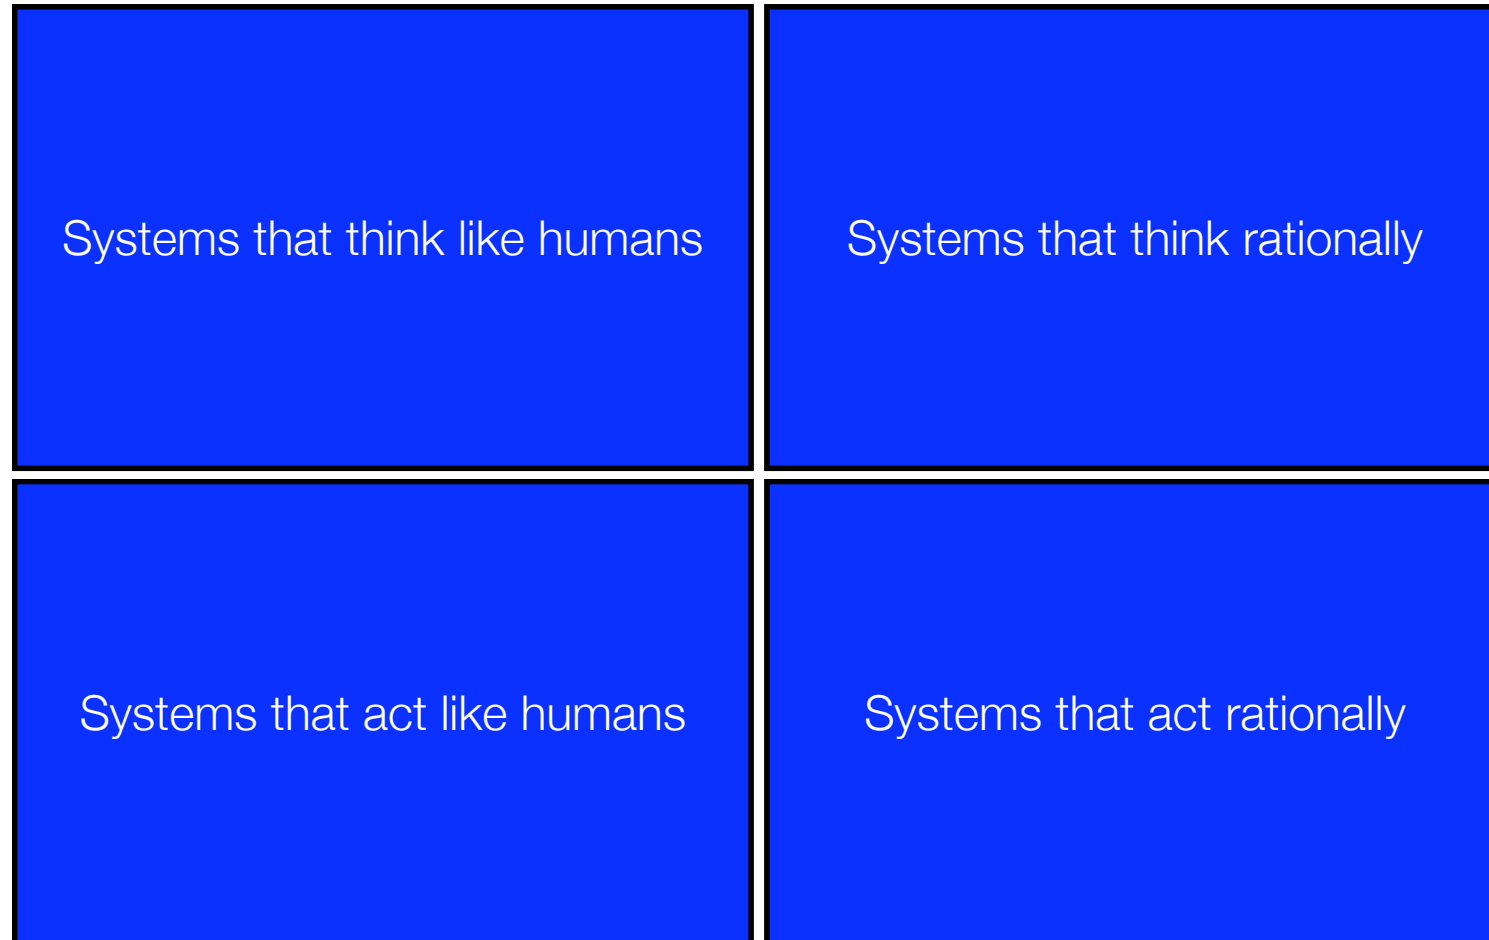 Systems that think like humans
Systems that think rationally
Systems that act like humans
Systems that act rationally